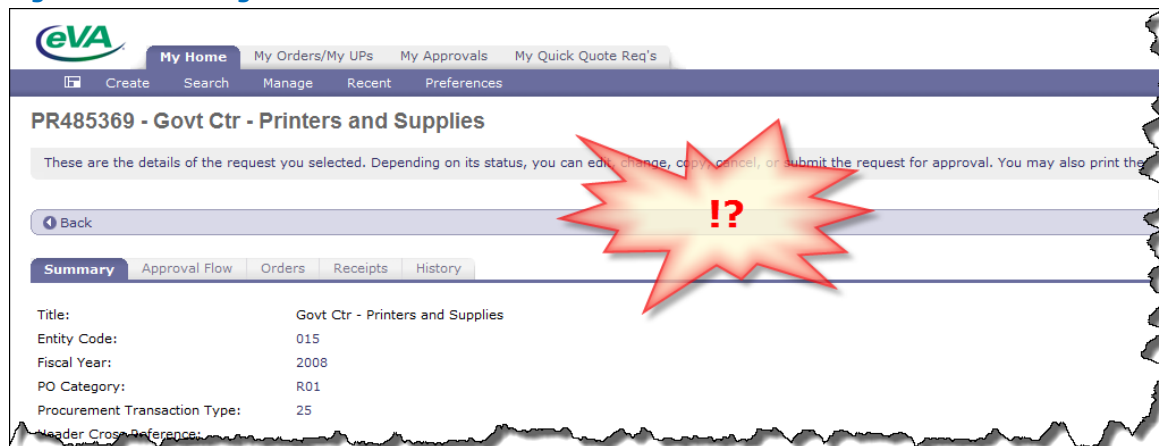 eVA
My Home My Orders/My UPs My Approvals My Quick Quote Req's
Create Search Manage Recent Preferences
PR485369 - Govt Ctr - Printers and Supplies
These are the details of the request you selected. Depending on its status, you can edit, change, copy, cancel, or submit the request for approval. You may also print the
!?
Back
Summary Approval Flow Orders Receipts History
Title: Govt Ctr - Printers and Supplies
Entity Code: 015
Fiscal Year: 2008
PO Category: R01
Procurement Transaction Type: 25
Header Cross Reference: